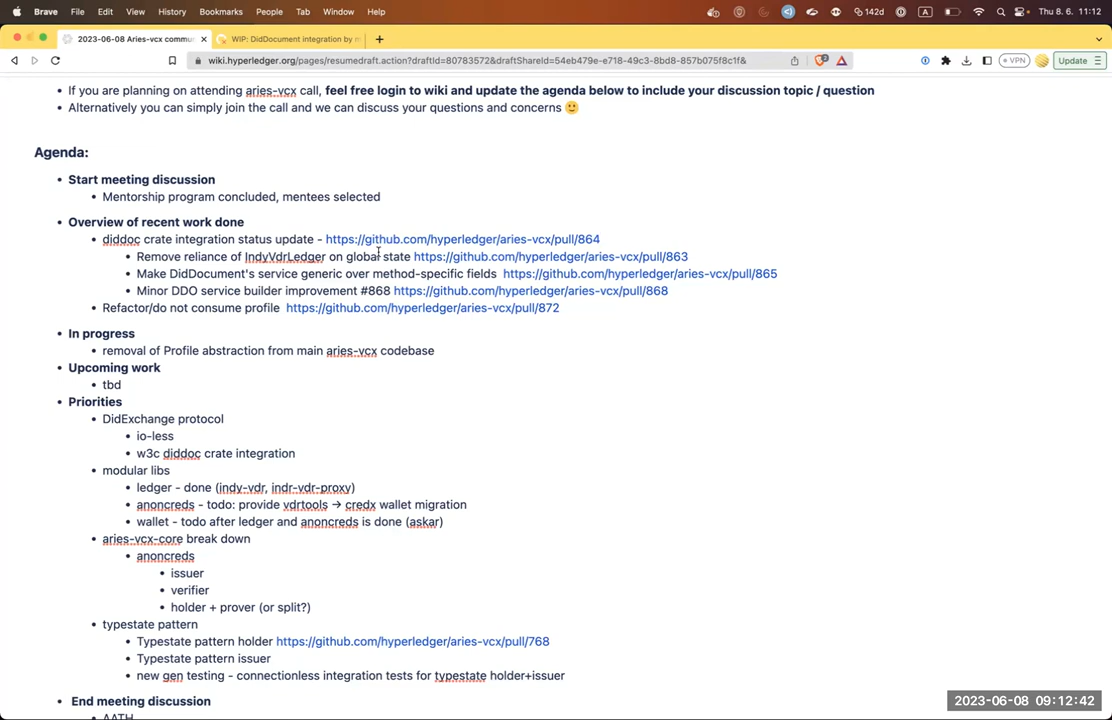 Brave File Edit View History Bookmarks People Tab Window Help 142d A Thu 8. 6. 11:12
2023-06-08 Aries-vcx commu WIP: DidDocument integration by m
wiki.hyperledger.org/pages/resumedraft.action?draftId=80783572&draftShareId=54eb479e-e718-49c3-8bd8-857b075f8c1f& VPN Update
If you are planning on attending aries-vcx call, feel free login to wiki and update the agenda below to include your discussion topic / question
Alternatively you can simply join the call and we can discuss your questions and concerns 🙂
Agenda:
Start meeting discussion
Mentorship program concluded, mentees selected
Overview of recent work done
diddoc crate integration status update - https://github.com/hyperledger/aries-vcx/pull/864
Remove reliance of IndyVdrLedger on global state https://github.com/hyperledger/aries-vcx/pull/863
Make DidDocument's service generic over method-specific fields https://github.com/hyperledger/aries-vcx/pull/865
Minor DDO service builder improvement #868 https://github.com/hyperledger/aries-vcx/pull/868
Refactor/do not consume profile https://github.com/hyperledger/aries-vcx/pull/872
In progress
removal of Profile abstraction from main aries-vcx codebase
Upcoming work
tbd
Priorities
DidExchange protocol
io-less
w3c diddoc crate integration
modular libs
ledger - done (indy-vdr, indr-vdr-proxy)
anoncreds - todo: provide vdrtools → credx wallet migration
wallet - todo after ledger and anoncreds is done (askar)
aries-vcx-core break down
anoncreds
issuer
verifier
holder + prover (or split?)
typestate pattern
Typestate pattern holder https://github.com/hyperledger/aries-vcx/pull/768
Typestate pattern issuer
new gen testing - connectionless integration tests for typestate holder+issuer
End meeting discussion
AATH
2023-06-08 09:12:42